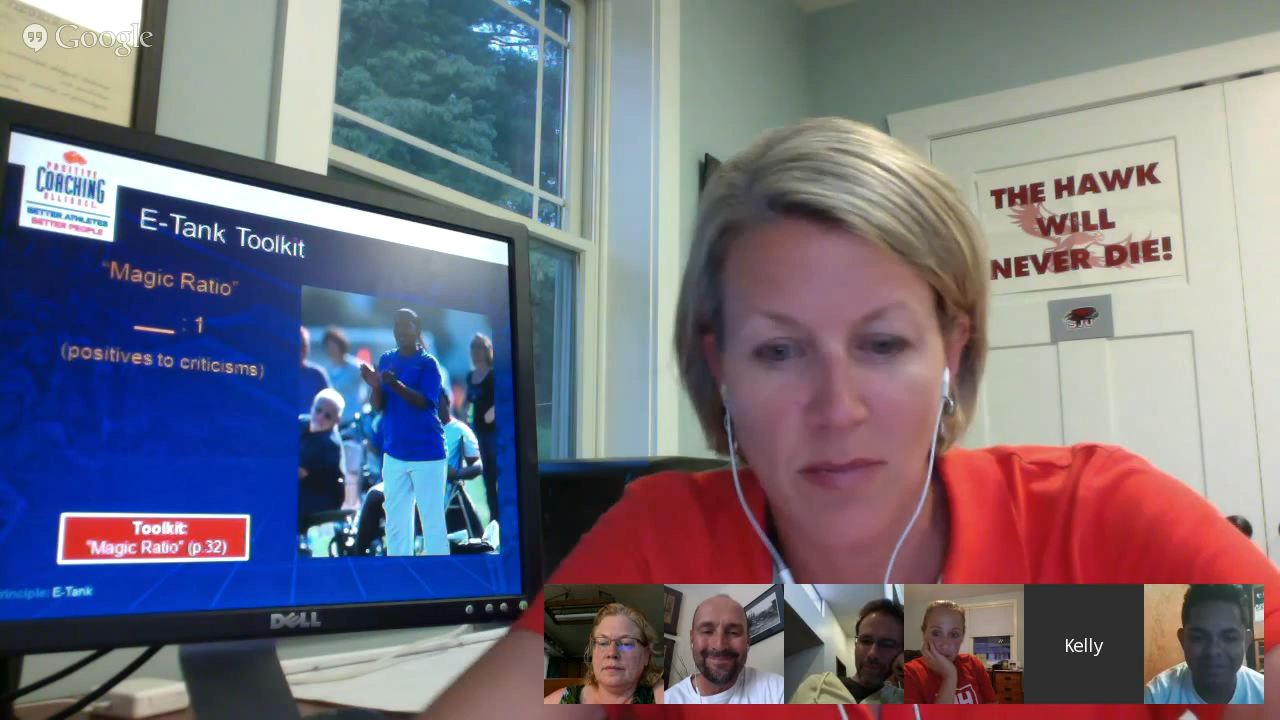 Google
POSITIVE
COACHING
ALLIANCE
BETTER ATHLETES
BETTER PEOPLE
E-Tank Toolkit
"Magic Ratio"
__ : 1
(positives to criticisms)
Toolkit:
"Magic Ratio" (p.32)
rinciple: E-Tank
DELL
THE HAWK
WILL
NEVER DIE!
SJU
Kelly